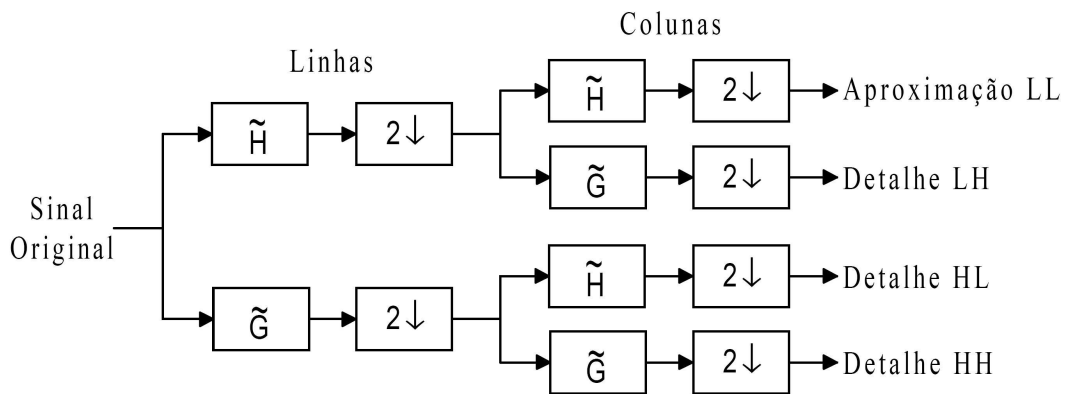 Colunas
Linhas
H̃ 2↓ Aproximação LL
H̃ 2↓
G̃ 2↓ Detalhe LH
Sinal
Original
H̃ 2↓ Detalhe HL
G̃ 2↓
G̃ 2↓ Detalhe HH